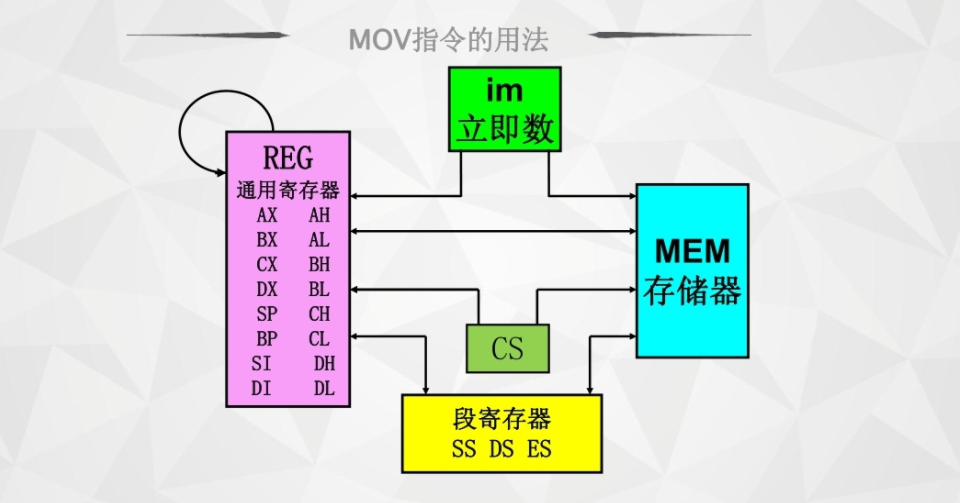 MOV指令的用法
im
立即数
REG
通用寄存器
AX AH
BX AL
CX BH
DX BL
SP CH
BP CL
SI DH
DI DL
MEM
存储器
CS
段寄存器
SS DS ES